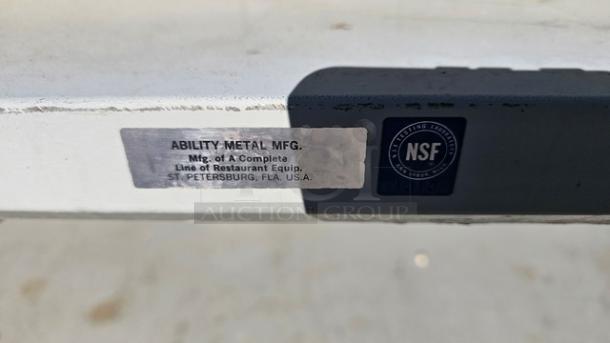 ABILITY METAL MFG.
Mfg. of A Complete
Line of Restaurant Equip.
ST. PETERSBURG, FLA. U.S.A.
NSF
AUCTION GROUP